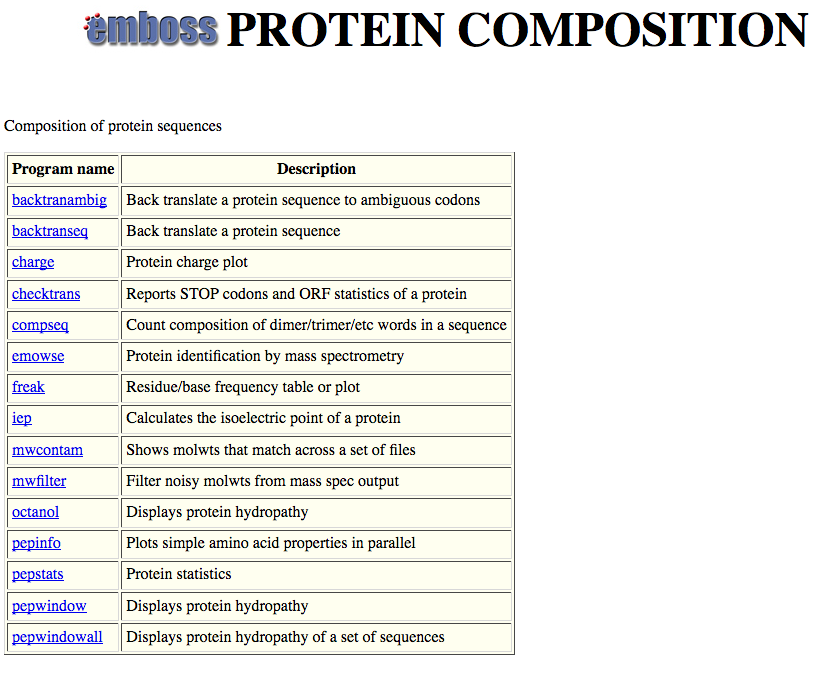 emboss PROTEIN COMPOSITION
Composition of protein sequences
Program name Description
backtranambig Back translate a protein sequence to ambiguous codons
backtranseq Back translate a protein sequence
charge Protein charge plot
checktrans Reports STOP codons and ORF statistics of a protein
compseq Count composition of dimer/trimer/etc words in a sequence
emowse Protein identification by mass spectrometry
freak Residue/base frequency table or plot
iep Calculates the isoelectric point of a protein
mwcontam Shows molwts that match across a set of files
mwfilter Filter noisy molwts from mass spec output
octanol Displays protein hydropathy
pepinfo Plots simple amino acid properties in parallel
pepstats Protein statistics
pepwindow Displays protein hydropathy
pepwindowall Displays protein hydropathy of a set of sequences